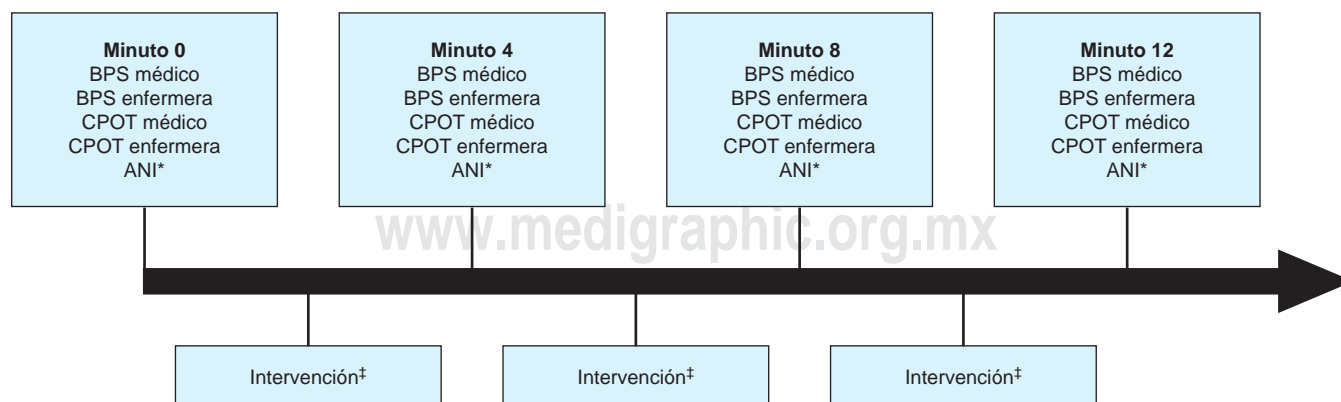 Minuto 0
BPS médico
BPS enfermera
CPOT médico
CPOT enfermera
ANI*
Minuto 4
BPS médico
BPS enfermera
CPOT médico
CPOT enfermera
ANI*
Minuto 8
BPS médico
BPS enfermera
CPOT médico
CPOT enfermera
ANI*
Minuto 12
BPS médico
BPS enfermera
CPOT médico
CPOT enfermera
ANI*
www.medigraphic.org.mx
Intervención‡
Intervención‡
Intervención‡